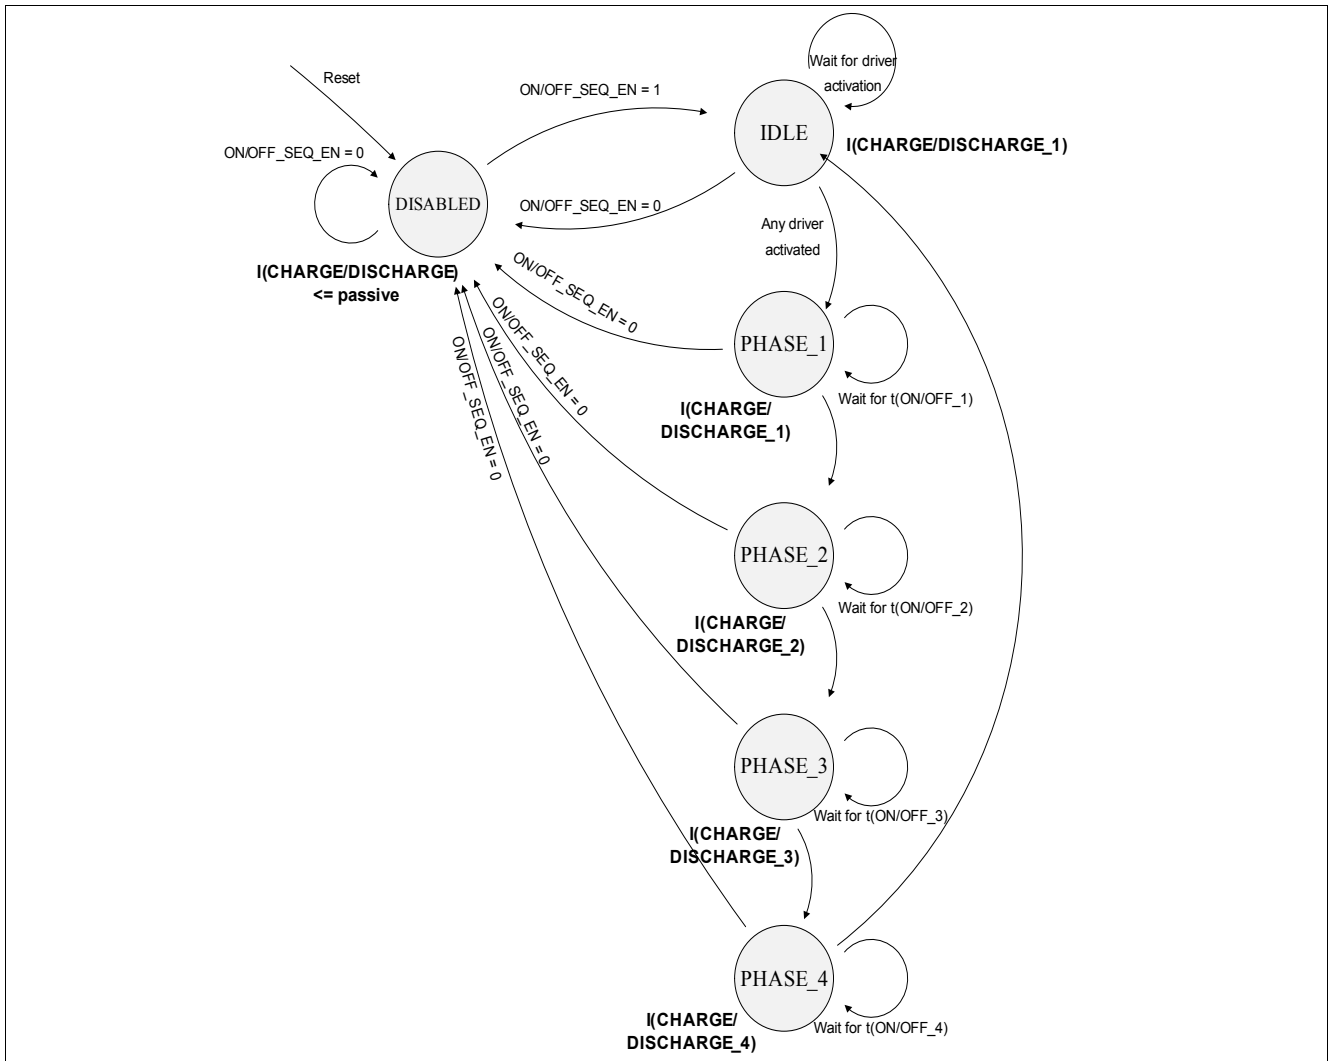 Wait for driver
activation
Reset
ON/OFF_SEQ_EN = 1
IDLE
I(CHARGE/DISCHARGE_1)
ON/OFF_SEQ_EN = 0
DISABLED
ON/OFF_SEQ_EN = 0
I(CHARGE/DISCHARGE)
<= passive
Any driver
activated
ON/OFF_SEQ_EN = 0
ON/OFF_SEQ_EN = 0
ON/OFF_SEQ_EN = 0
ON/OFF_SEQ_EN = 0
PHASE_1
Wait for t(ON/OFF_1)
I(CHARGE/
DISCHARGE_1)
PHASE_2
Wait for t(ON/OFF_2)
I(CHARGE/
DISCHARGE_2)
PHASE_3
Wait for t(ON/OFF_3)
I(CHARGE/
DISCHARGE_3)
PHASE_4
Wait for t(ON/OFF_4)
I(CHARGE/
DISCHARGE_4)